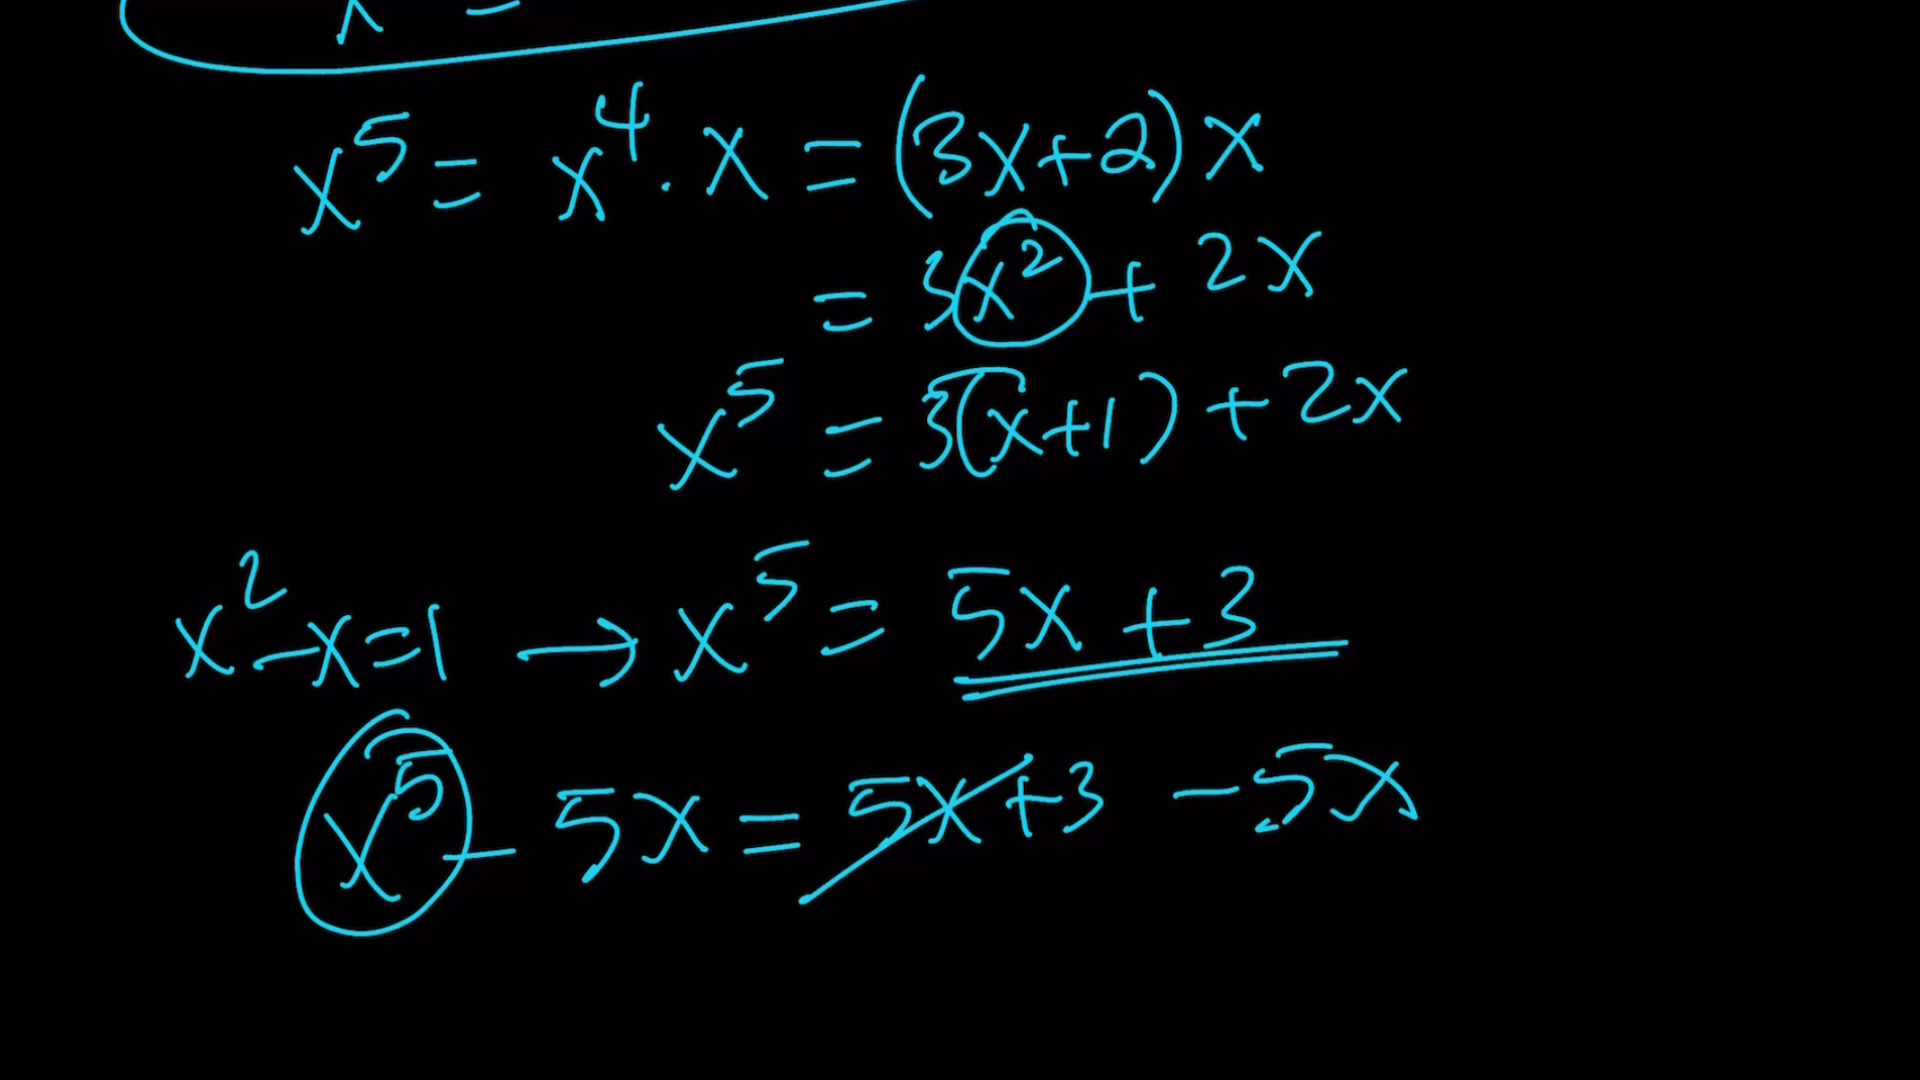 x⁵ = x⁴ · x = (3x+2)x
= 3x² + 2x
x⁵ = 3(x+1) + 2x
x² - x = 1 → x⁵ = 5x + 3
x⁵ - 5x = 5x + 3 - 5x